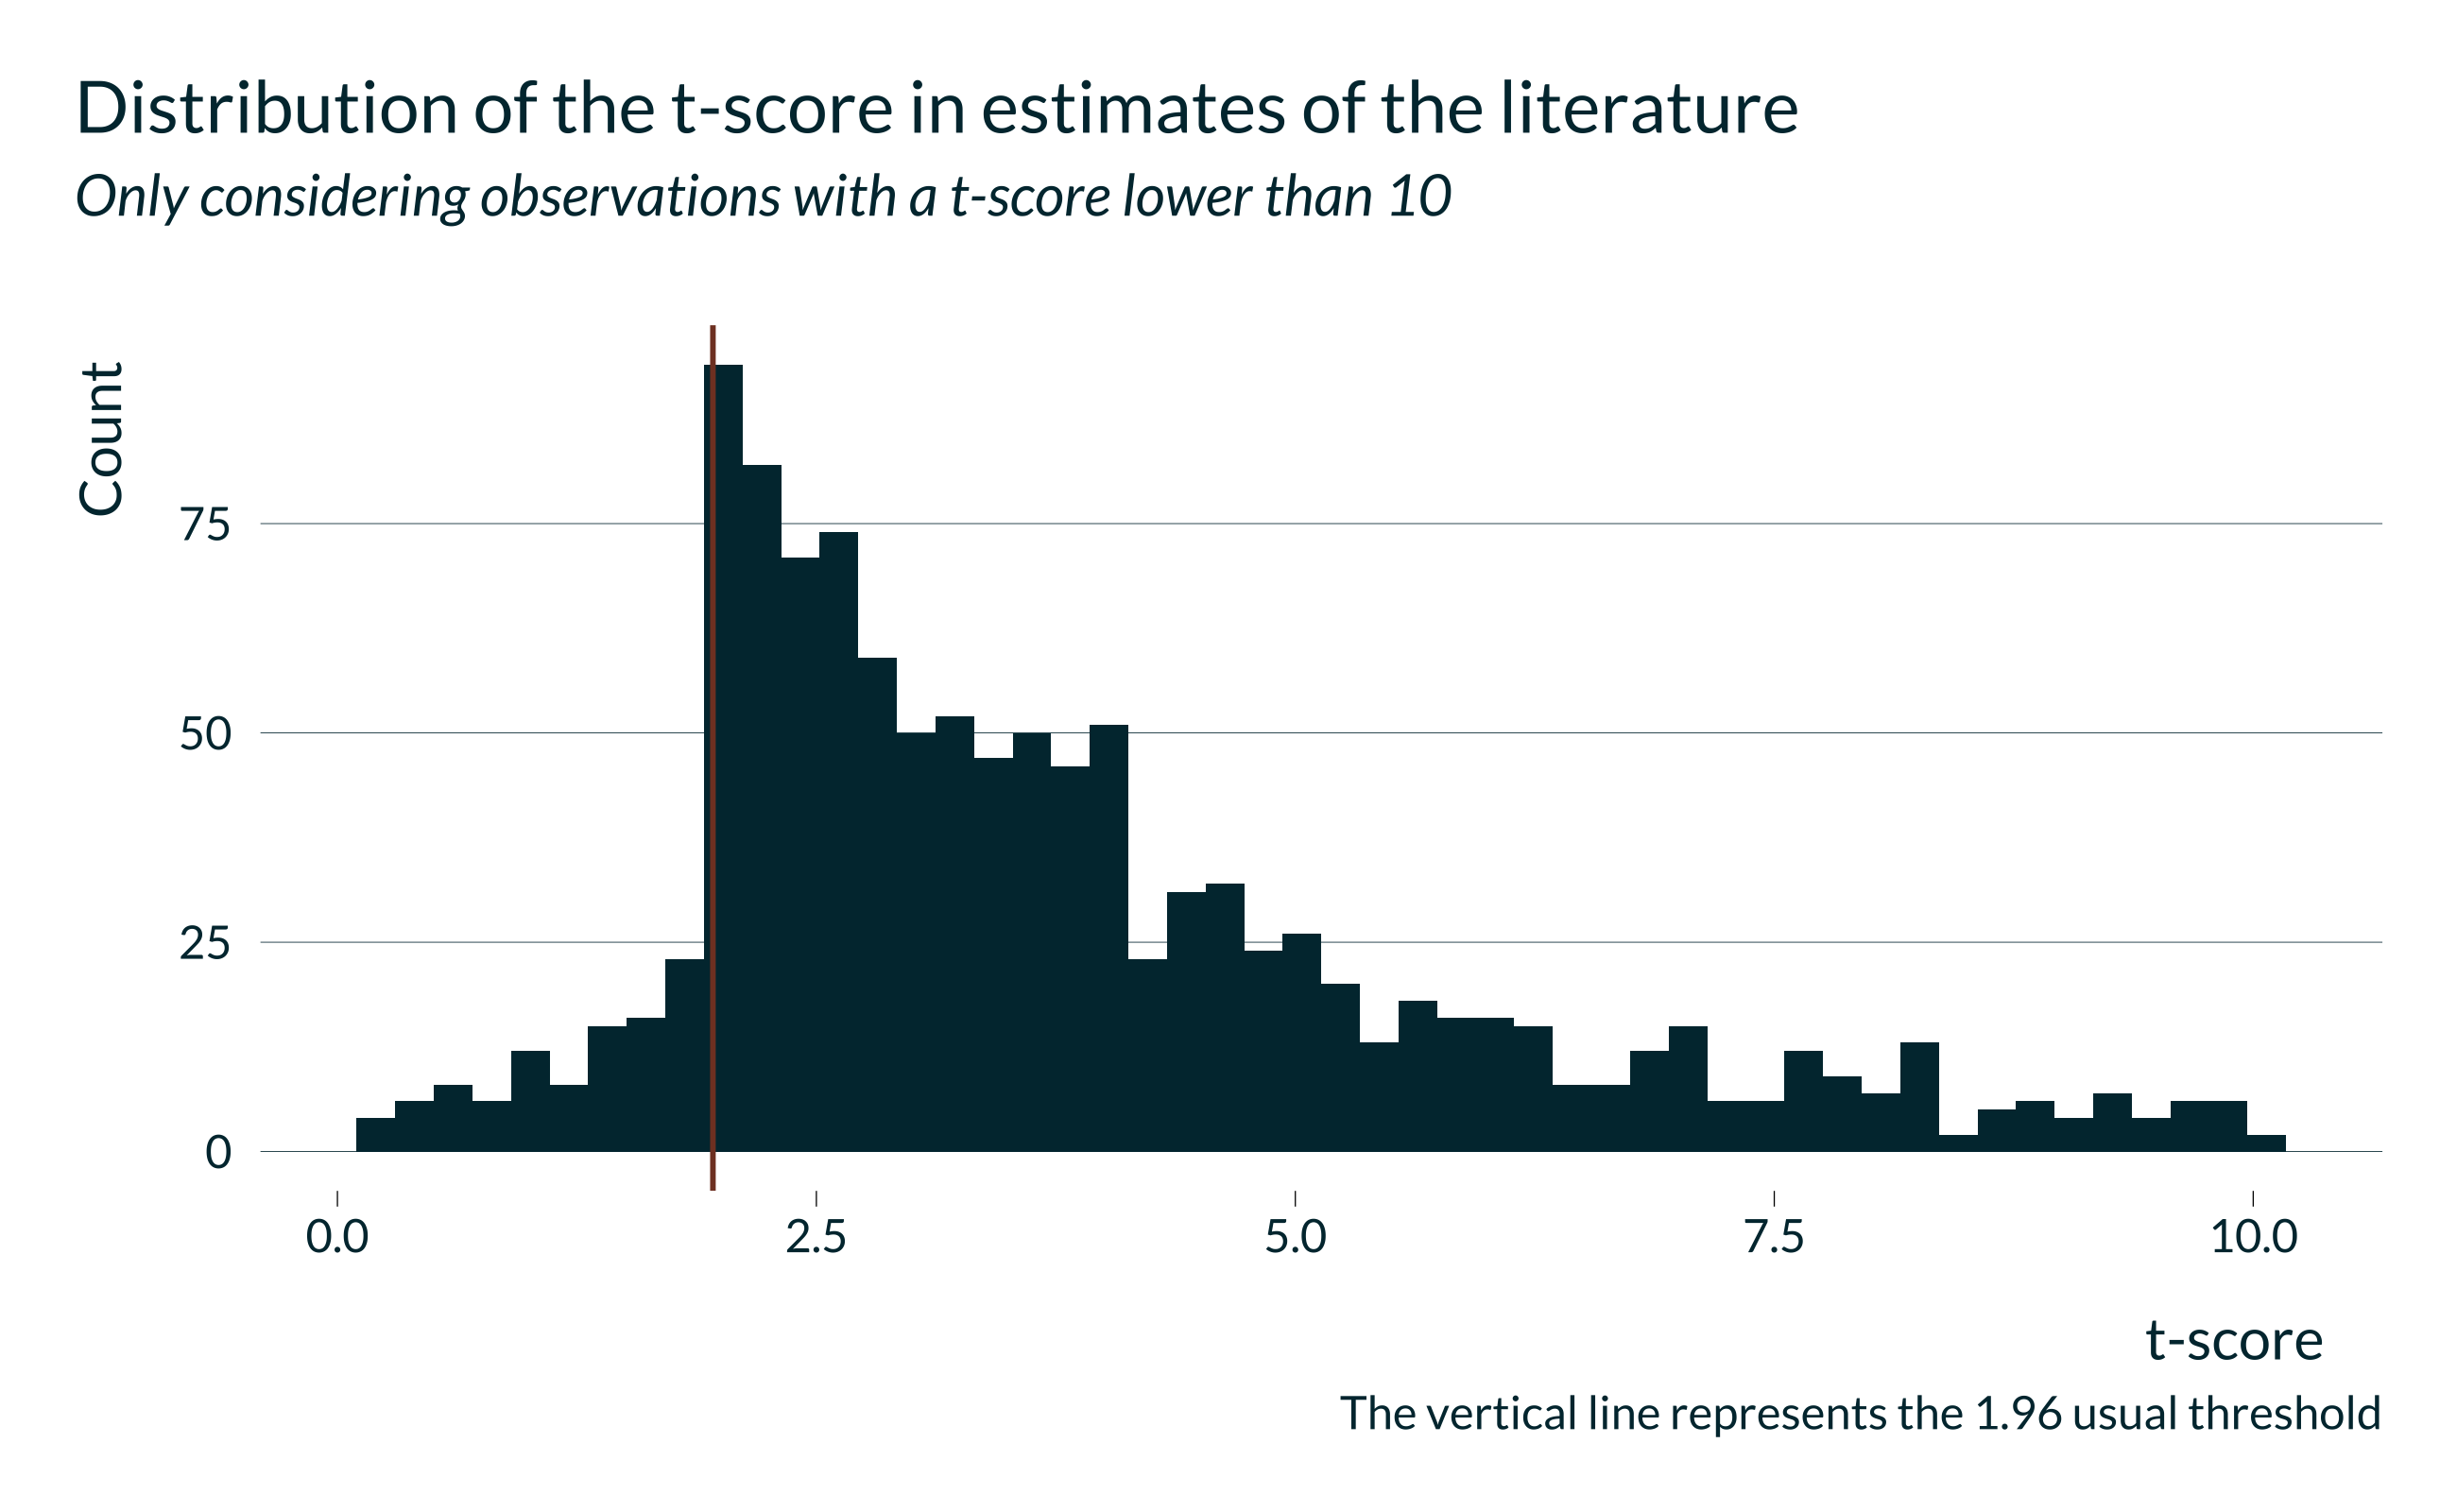 Distribution of the t-score in estimates of the literature
Only considering observations with a t-score lower than 10
Count
75
50
25
0
0.0 2.5 5.0 7.5 10.0
t-score
The vertical line represents the 1.96 usual threshold